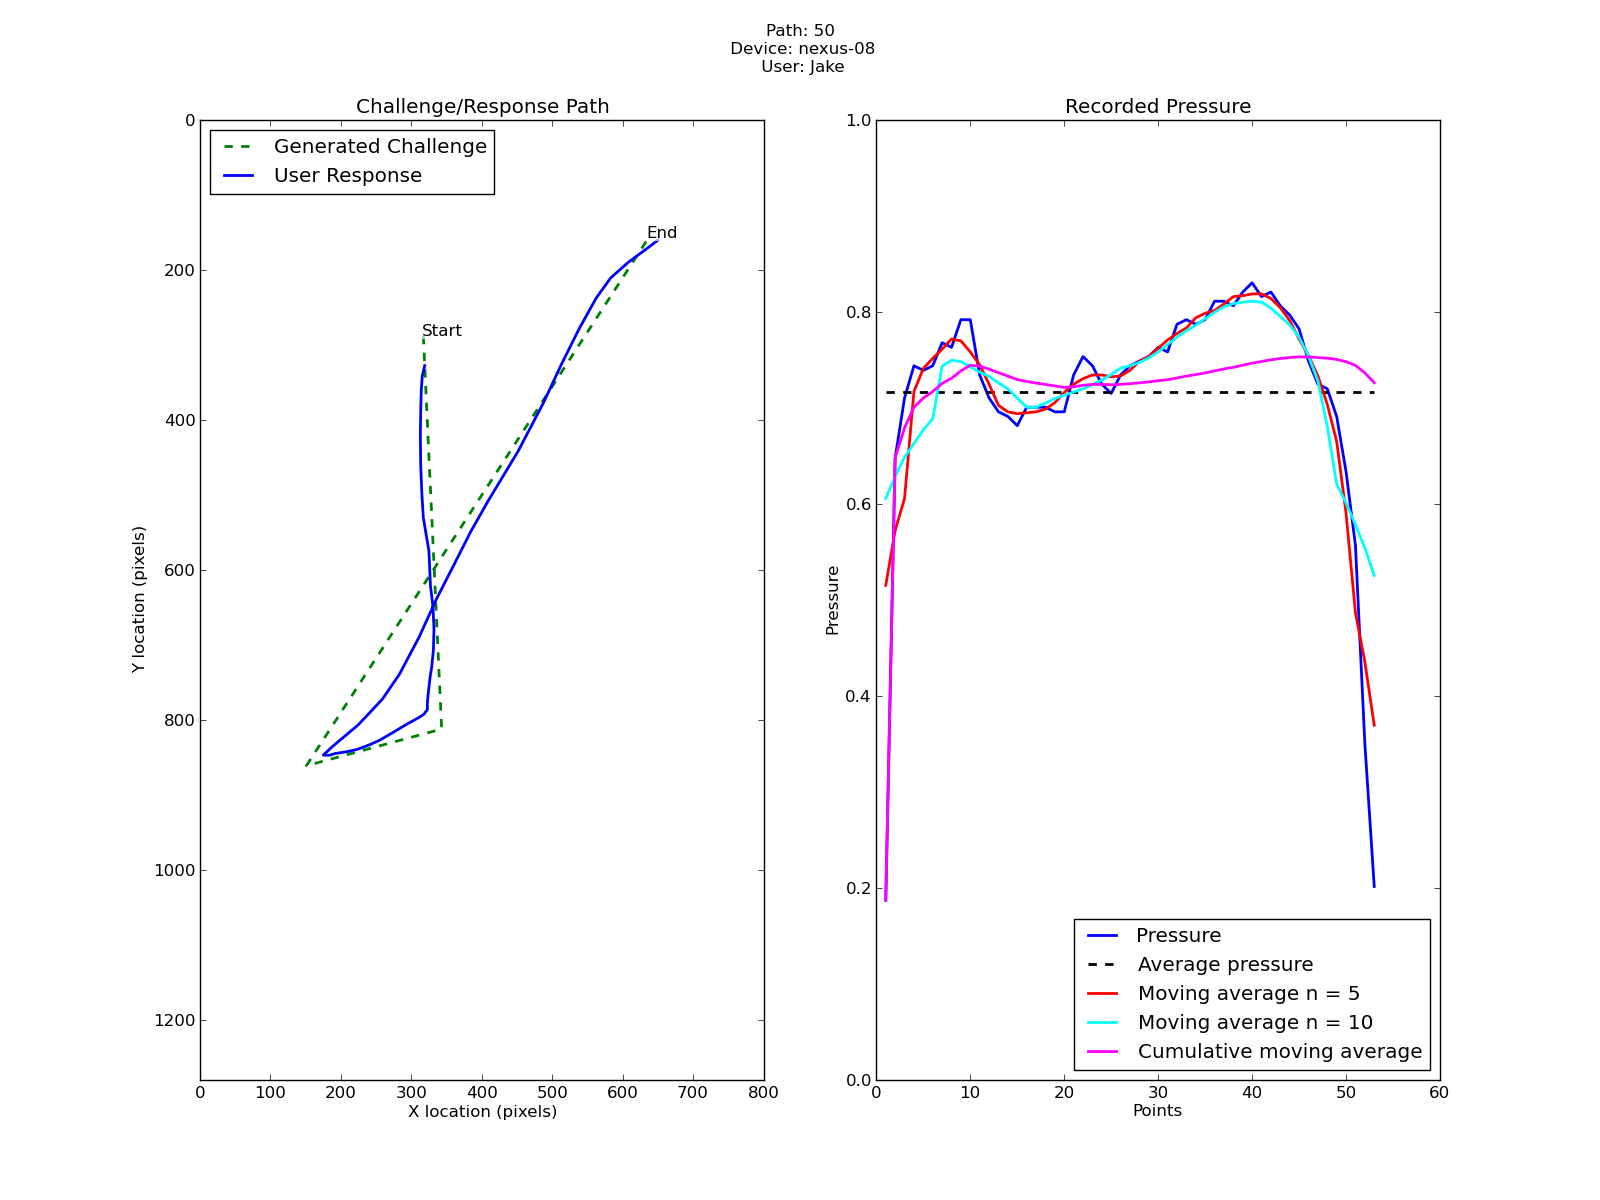 Path: 50
Device: nexus-08
User: Jake
Challenge/Response Path
Generated Challenge
User Response
End
Start
0
200
400
600
800
1000
1200
Y location (pixels)
0 100 200 300 400 500 600 700 800
X location (pixels)
Recorded Pressure
1.0
0.8
0.6
0.4
0.2
0.0
Pressure
Pressure
Average pressure
Moving average n = 5
Moving average n = 10
Cumulative moving average
0 10 20 30 40 50 60
Points